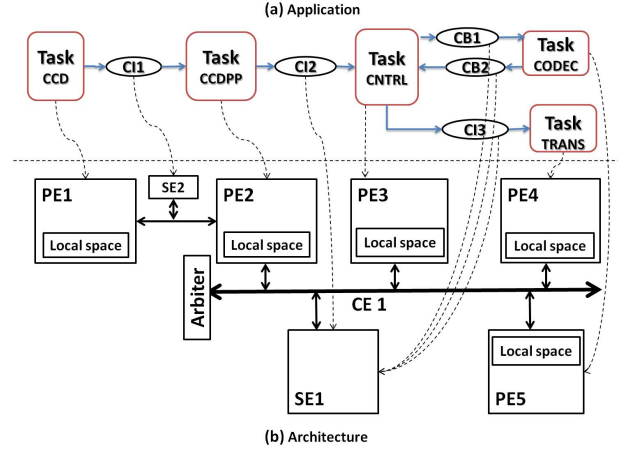 (a) Application
Task
CCD
CI1
Task
CCDPP
CI2
Task
CNTRL
CB1
CB2
Task
CODEC
CI3
Task
TRANS
PE1
Local space
SE2
PE2
Local space
PE3
Local space
PE4
Local space
Arbiter
CE 1
SE1
Local space
PE5
(b) Architecture